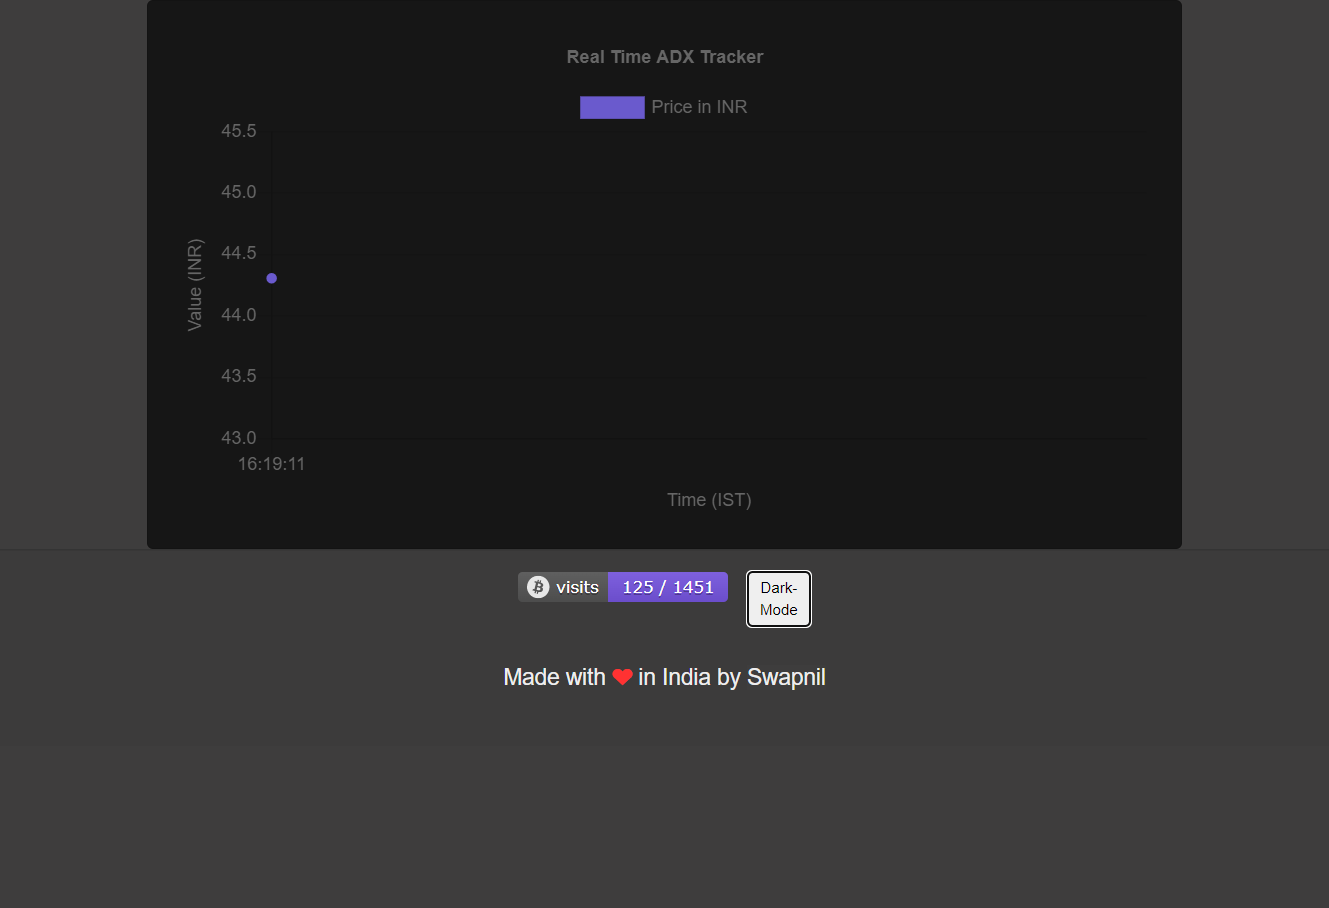 Real Time ADX Tracker
Price in INR
45.5
45.0
44.5
44.0
43.5
43.0
Value (INR)
16:19:11
Time (IST)
visits 125 / 1451
Dark-
Mode
Made with ❤ in India by Swapnil